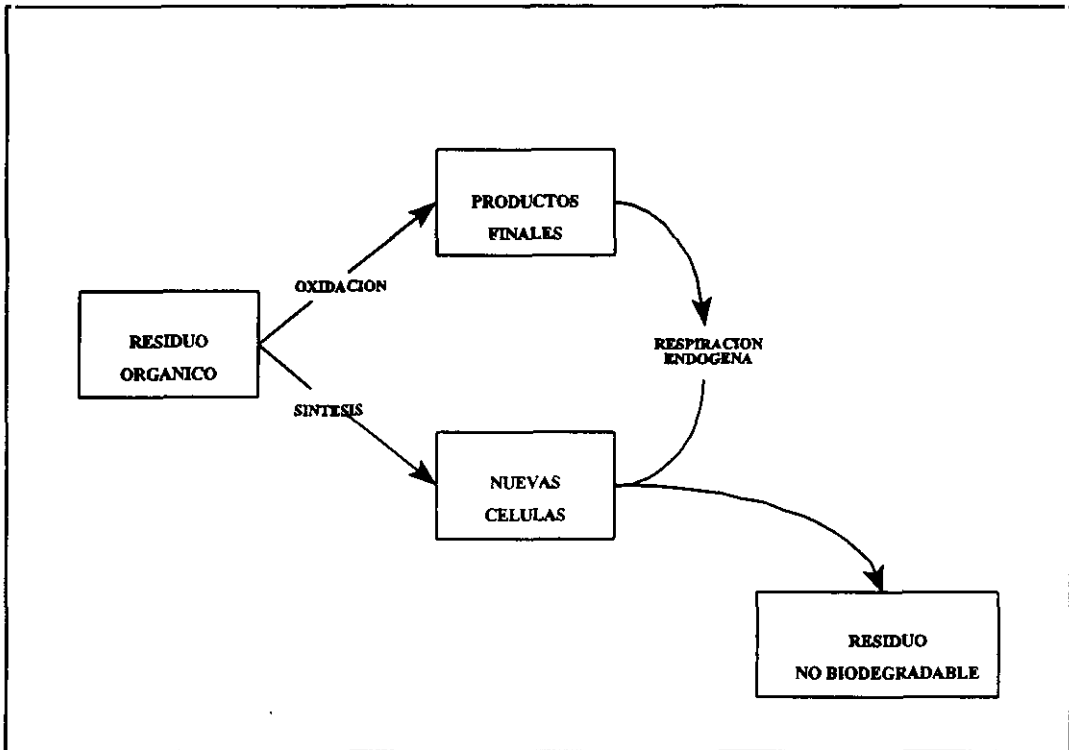 PRODUCTOS
FINALES
OXIDACION
RESIDUO
ORGANICO
RESPIRACION
ENDOGENA
SINTESIS
NUEVAS
CELULAS
RESIDUO
NO BIODEGRADABLE